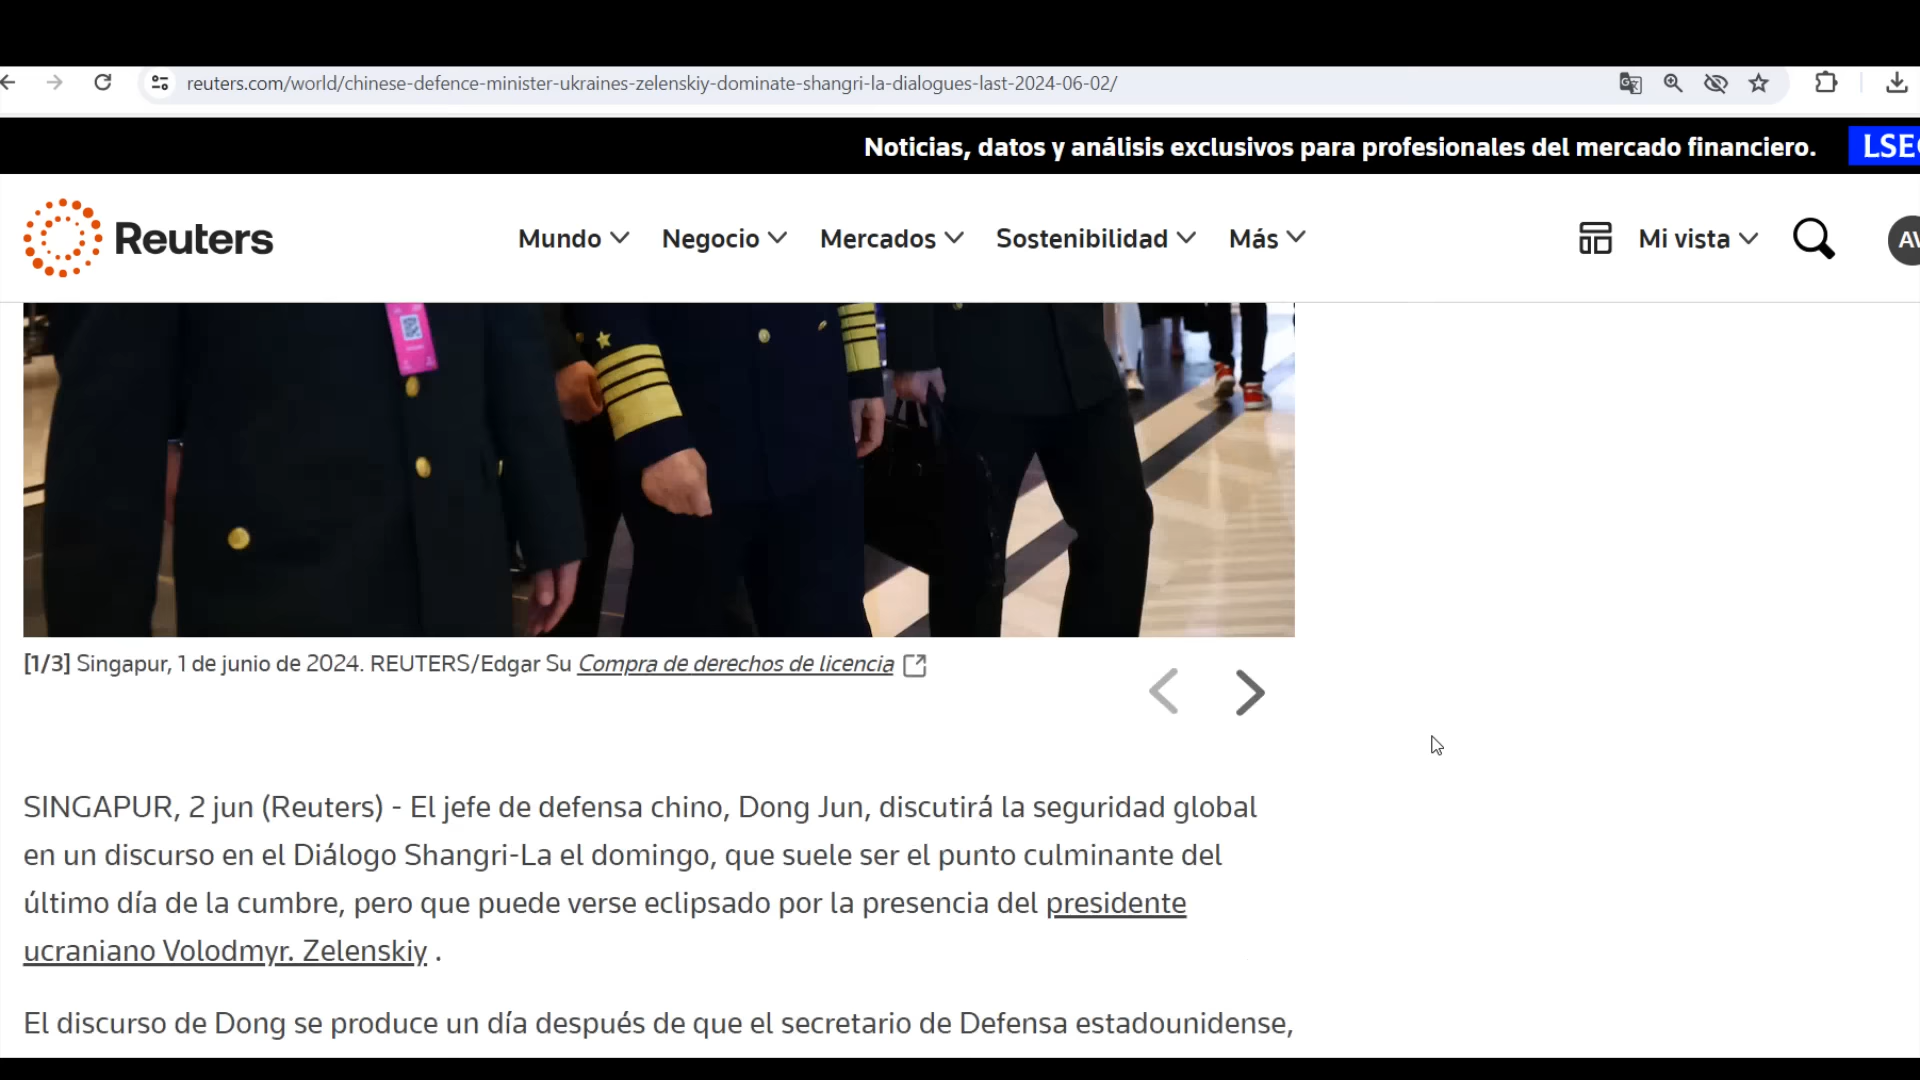 reuters.com/world/chinese-defence-minister-ukraines-zelenskiy-dominate-shangri-la-dialogues-last-2024-06-02/
Noticias, datos y análisis exclusivos para profesionales del mercado financiero.
Reuters
Mundo Negocio Mercados Sostenibilidad Más Mi vista
[1/3] Singapur, 1 de junio de 2024. REUTERS/Edgar Su Compra de derechos de licencia
SINGAPUR, 2 jun (Reuters) - El jefe de defensa chino, Dong Jun, discutirá la seguridad global
en un discurso en el Diálogo Shangri-La el domingo, que suele ser el punto culminante del
último día de la cumbre, pero que puede verse eclipsado por la presencia del presidente
ucraniano Volodmyr. Zelenskiy .
El discurso de Dong se produce un día después de que el secretario de Defensa estadounidense,